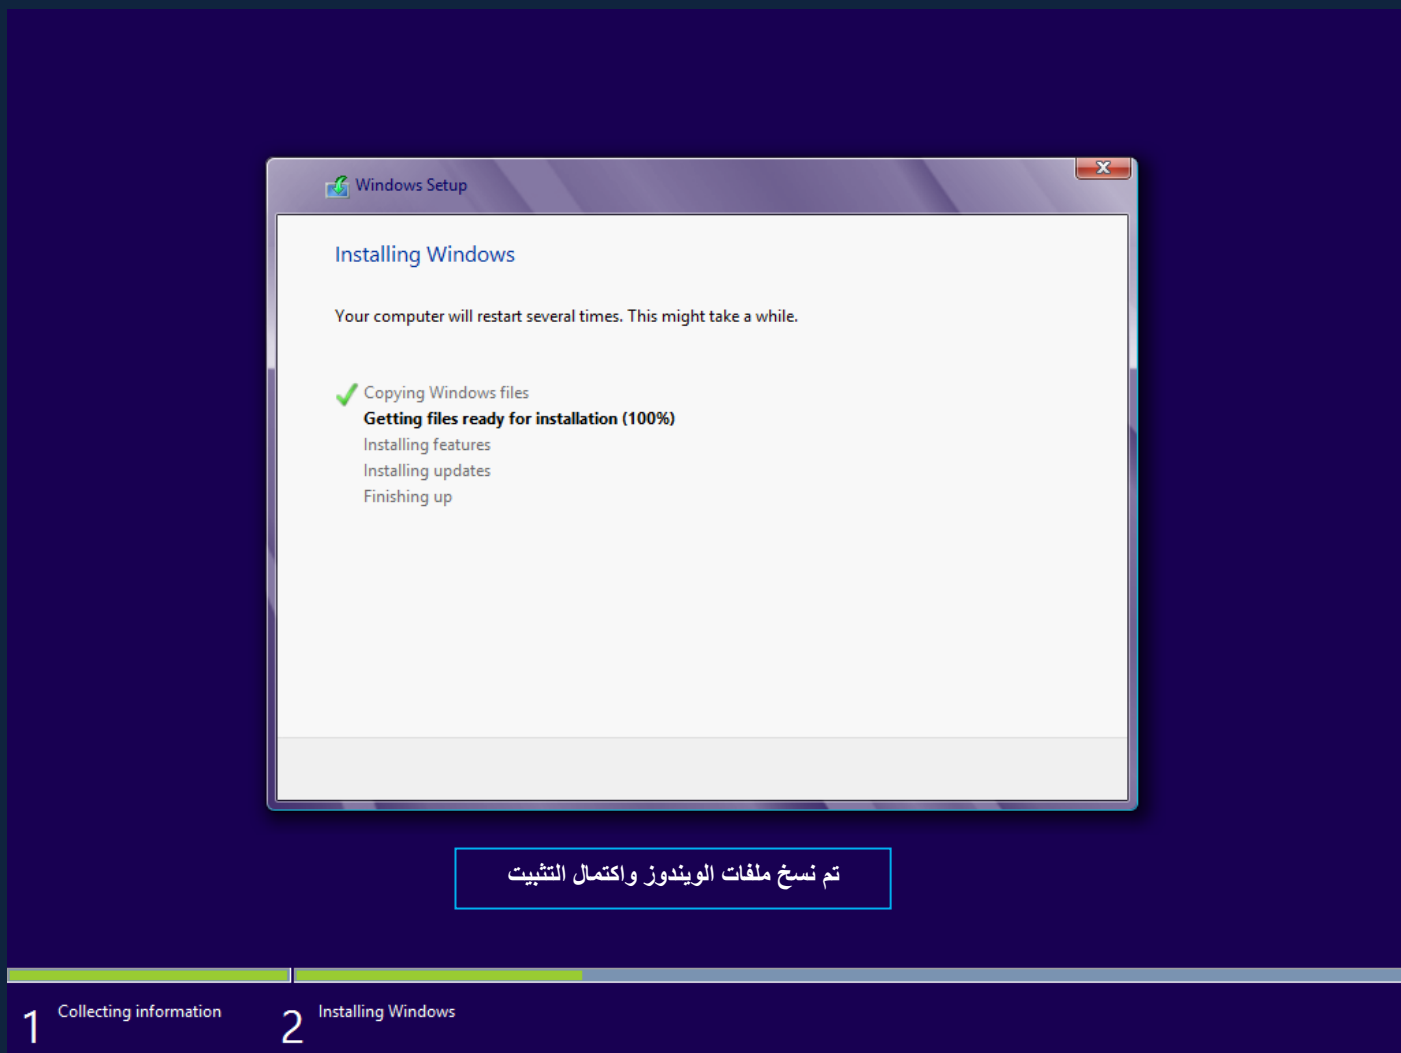 Windows Setup
Installing Windows
Your computer will restart several times. This might take a while.
Copying Windows files
Getting files ready for installation (100%)
Installing features
Installing updates
Finishing up
تم نسخ ملفات الويندوز واكتمال التثبيت
1 Collecting information
2 Installing Windows